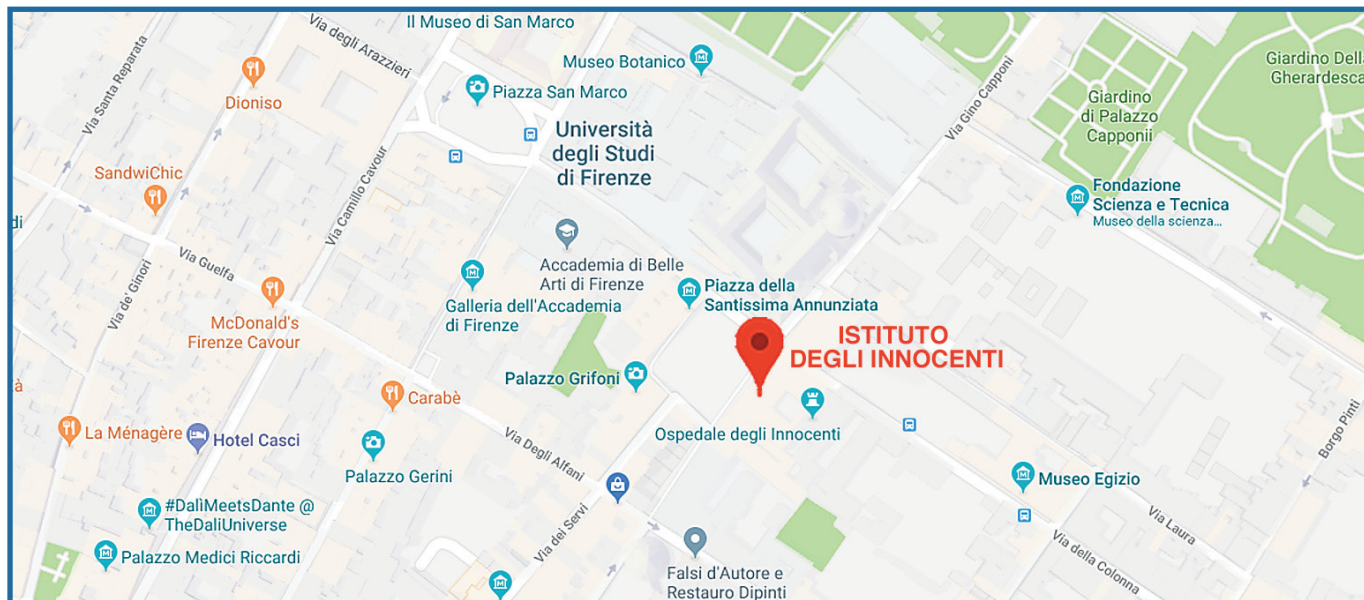 Il Museo di San Marco
Via degli Arazzieri
Via Santa Reparata
Dioniso
Museo Botanico
Piazza San Marco
Università
degli Studi
di Firenze
Via Gino Capponi
Giardino
di Palazzo
Capponii
Giardino Dell
Gherardesca
SandwiChic
Via Camillo Cavour
Fondazione
Scienza e Tecnica
Museo della scienza...
di
Via Guelfa
Via de' Ginori
Accademia di Belle
Arti di Firenze
Galleria dell'Accademia
di Firenze
Piazza della
Santissima Annunziata
McDonald's
Firenze Cavour
ISTITUTO
DEGLI INNOCENTI
Palazzo Grifoni
à
Carabè
La Ménagère
Hotel Casci
Ospedale degli Innocenti
Borgo Pinti
Via Degli Alfani
Palazzo Gerini
Museo Egizio
#DalìMeetsDante @
TheDaliUniverse
Via dei Servi
Via Laura
Via della Colonna
Palazzo Medici Riccardi
Falsi d'Autore e
Restauro Dipinti